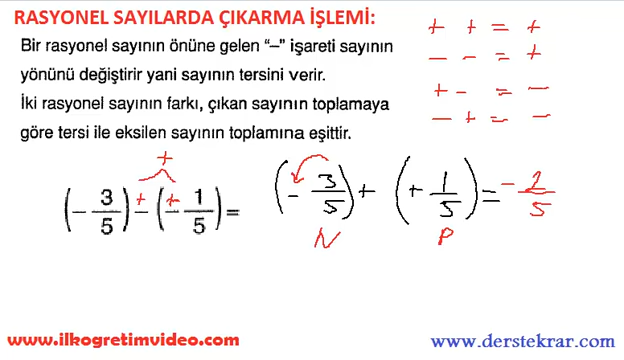 RASYONEL SAYILARDA ÇIKARMA İŞLEMİ:
Bir rasyonel sayının önüne gelen “–” işareti sayının
yönünü değiştirir yani sayının tersini verir.
İki rasyonel sayının farkı, çıkan sayının toplamaya
göre tersi ile eksilen sayının toplamına eşittir.
+ + = +
- - = +
+ - = -
- + = -
+
(-3/5) - (-1/5) = (-3/5) + (+1/5) = -2/5
+ +
N P
www.ilkogretimvideo.com
www.derstekrar.com